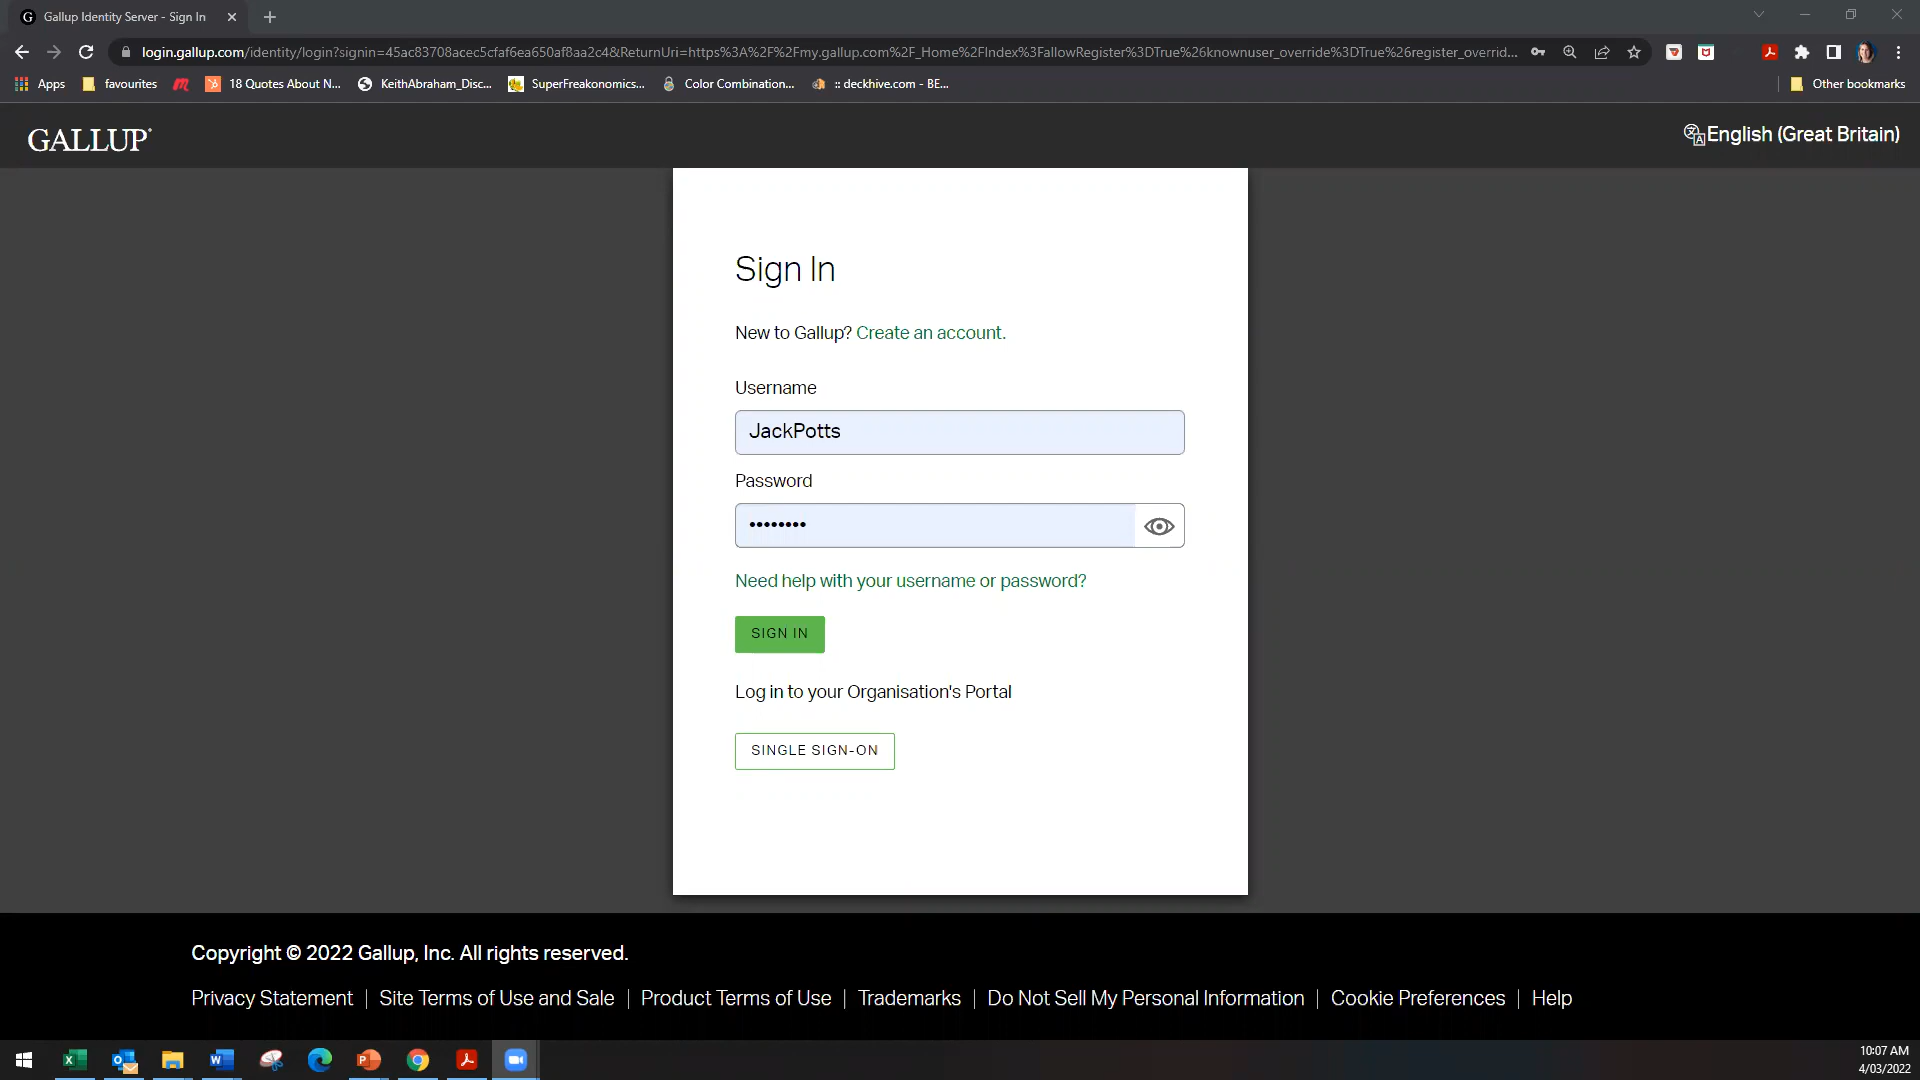 Gallup Identity Server - Sign In
login.gallup.com/identity/login?signin=45ac83708acec5cfaf6ea650af8aa2c4&ReturnUri=https%3A%2F%2Fmy.gallup.com%2F_Home%2FIndex%3FallowRegister%3DTrue%26knownuser_override%3DTrue%26register_overrid...
Apps favourites 18 Quotes About N... KeithAbraham_Disc... SuperFreakonomics... Color Combination... :: deckhive.com - BE... Other bookmarks
GALLUP® English (Great Britain)
Sign In
New to Gallup? Create an account.
Username
JackPotts
Password
••••••••
Need help with your username or password?
SIGN IN
Log in to your Organisation's Portal
SINGLE SIGN-ON
Copyright © 2022 Gallup, Inc. All rights reserved.
Privacy Statement | Site Terms of Use and Sale | Product Terms of Use | Trademarks | Do Not Sell My Personal Information | Cookie Preferences | Help
10:07 AM
4/03/2022